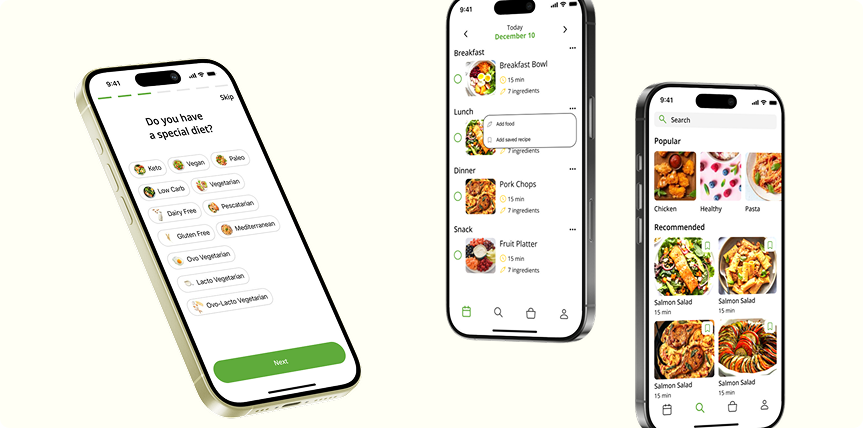 9:41
Skip
Do you have
a special diet?
Keto
Vegan
Paleo
Low Carb
Vegetarian
Dairy Free
Pescatarian
Gluten Free
Mediterranean
Ovo Vegetarian
Lacto Vegetarian
Ovo-Lacto Vegetarian
Next
9:41
Today
December 10
Breakfast
Breakfast Bowl
15 min
7 ingredients
Lunch
Add food
Add saved recipe
7 ingredients
Dinner
Pork Chops
15 min
7 ingredients
Snack
Fruit Platter
15 min
7 ingredients
9:41
Search
Popular
Chicken
Healthy
Pasta
Recommended
Salmon Salad
15 min
Salmon Salad
15 min
Salmon Salad
15 min
Salmon Salad
15 min